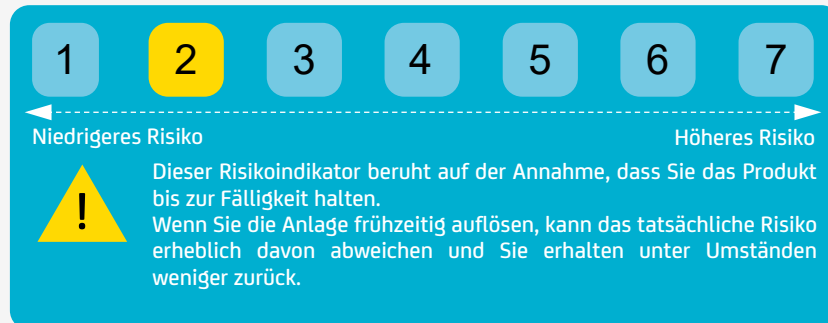 1 2 3 4 5 6 7
Niedrigeres Risiko Höheres Risiko
! Dieser Risikoindikator beruht auf der Annahme, dass Sie das Produkt
bis zur Fälligkeit halten.
Wenn Sie die Anlage frühzeitig auflösen, kann das tatsächliche Risiko
erheblich davon abweichen und Sie erhalten unter Umständen
weniger zurück.